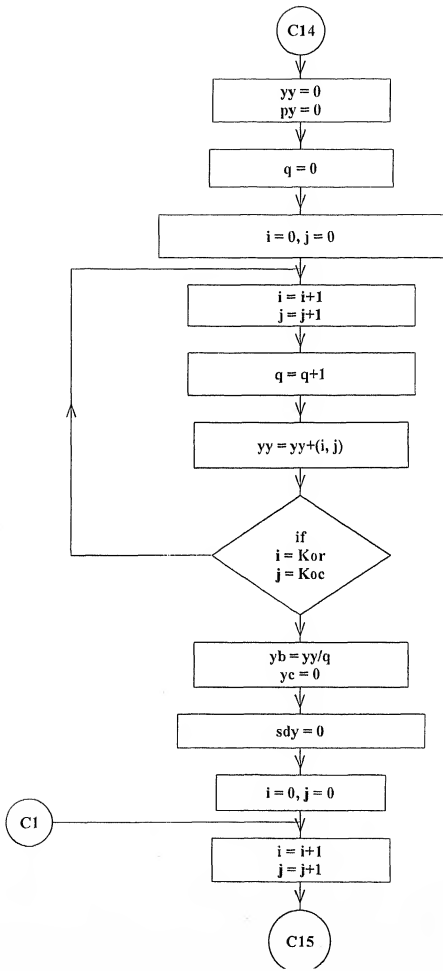 C14
yy = 0
py = 0
q = 0
i = 0, j = 0
i = i+1
j = j+1
q = q+1
yy = yy+(i, j)
if
i = Kor
j = Koc
yb = yy/q
yc = 0
sdy = 0
i = 0, j = 0
C1
i = i+1
j = j+1
C15